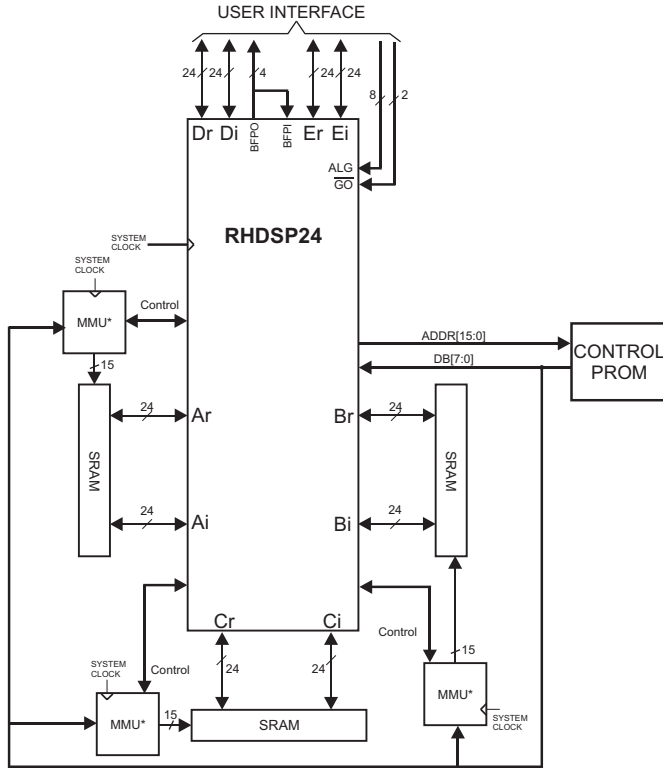 USER INTERFACE
24 24 4 24 24 8 2
Dr Di BFPO BFPI Er Ei
ALG
GO
RHDSP24
SYSTEM
CLOCK
SYSTEM
CLOCK
MMU*
Control
15
ADDR[15:0]
DB[7:0]
CONTROL
PROM
SRAM
24
Ar
Br
24
SRAM
24
Ai
Bi
24
Cr
Ci
Control
15
SYSTEM
CLOCK
Control
24
24
MMU*
15
SRAM
MMU*
SYSTEM
CLOCK